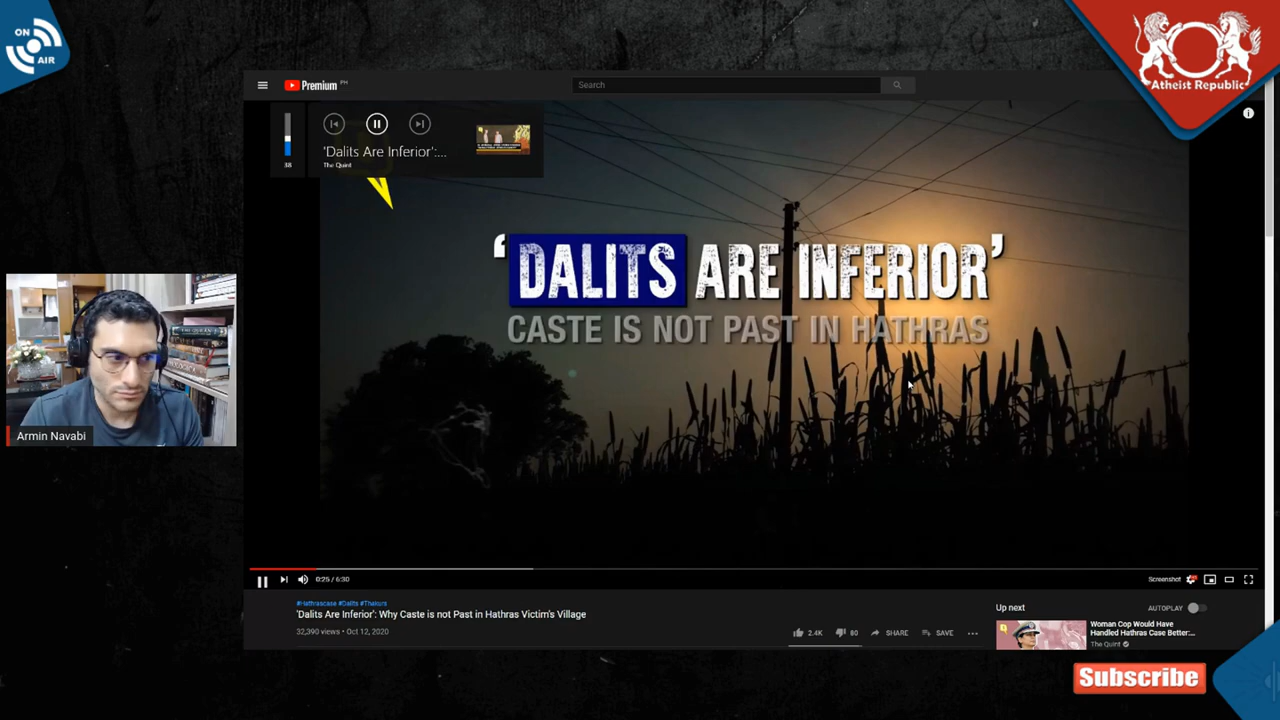 ON
AIR
Atheist Republic
Premium PH
Search
'Dalits Are Inferior':...
The Quint
38
'DALITS ARE INFERIOR'
CASTE IS NOT PAST IN HATHRAS
Armin Navabi
0:25 / 6:30
Screenshot
#Hathrascase #Dalits #Thakurs
'Dalits Are Inferior': Why Caste is not Past in Hathras Victim's Village
32,390 views • Oct 12, 2020
2.4K
80
SHARE
SAVE
Up next
AUTOPLAY
Woman Cop Would Have
Handled Hathras Case Better:...
The Quint
Subscribe